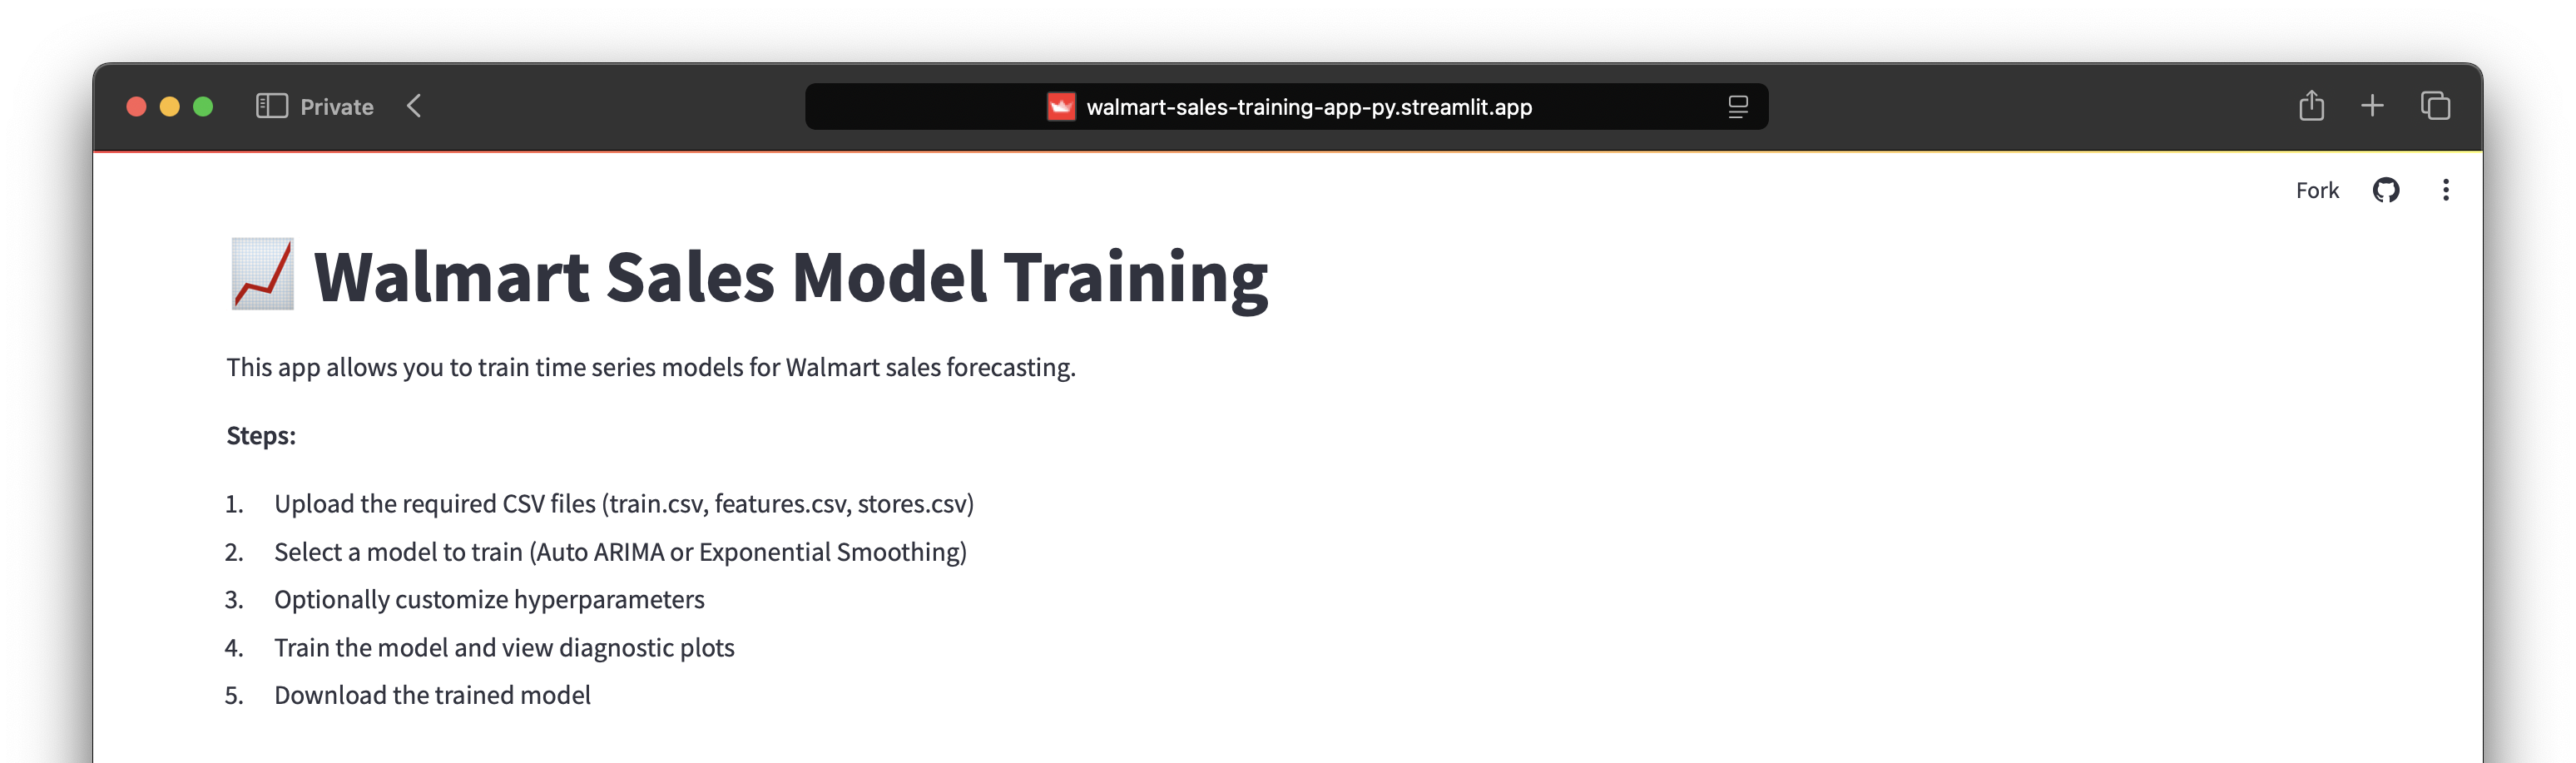 Private
walmart-sales-training-app-py.streamlit.app
Fork
Walmart Sales Model Training
This app allows you to train time series models for Walmart sales forecasting.
Steps:
1. Upload the required CSV files (train.csv, features.csv, stores.csv)
2. Select a model to train (Auto ARIMA or Exponential Smoothing)
3. Optionally customize hyperparameters
4. Train the model and view diagnostic plots
5. Download the trained model